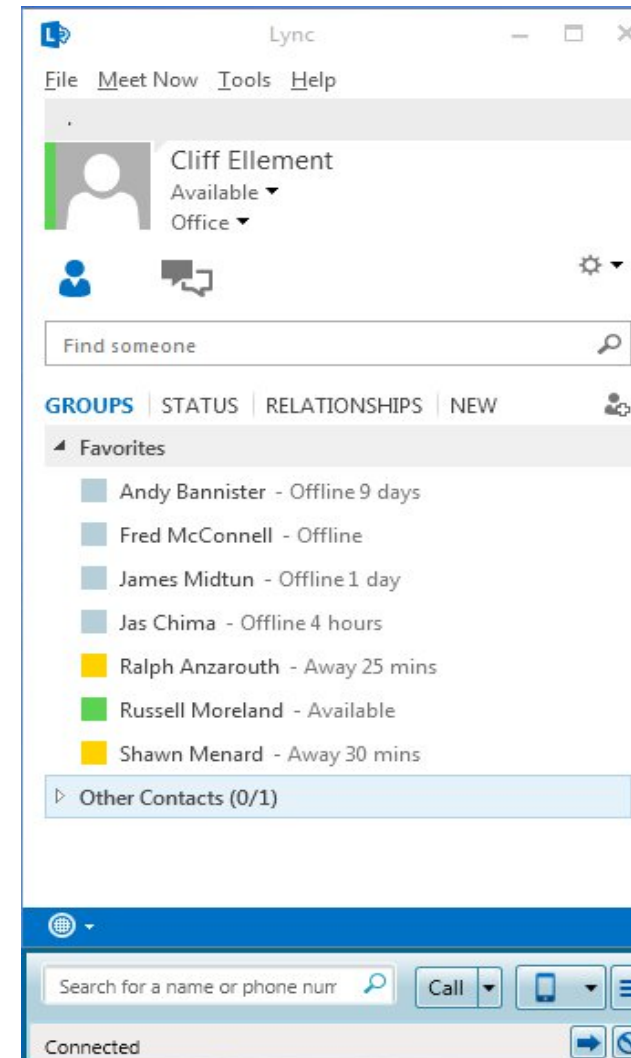 Lync
File Meet Now Tools Help
.
Cliff Ellement
Available
Office
Find someone
GROUPS STATUS RELATIONSHIPS NEW
Favorites
Andy Bannister - Offline 9 days
Fred McConnell - Offline
James Midtun - Offline 1 day
Jas Chima - Offline 4 hours
Ralph Anzarouth - Away 25 mins
Russell Moreland - Available
Shawn Menard - Away 30 mins
Other Contacts (0/1)
Search for a name or phone num
Call
Connected